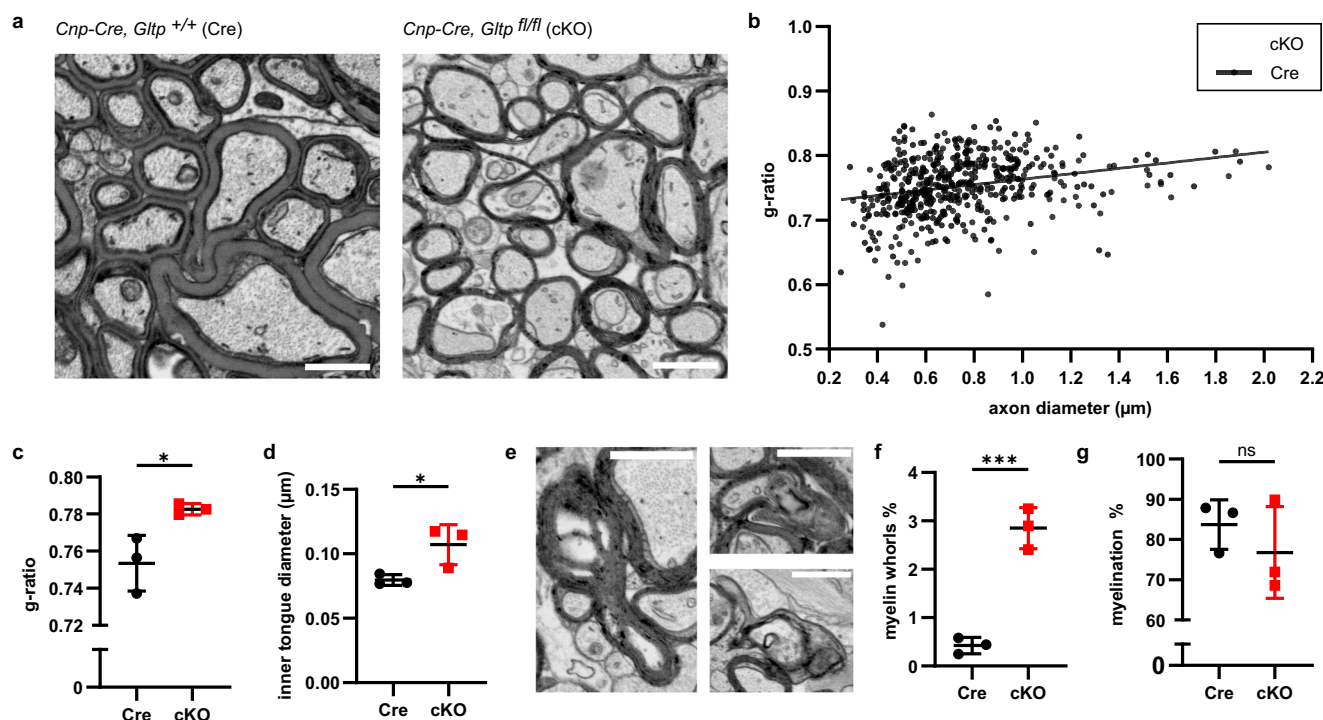 a
Cnp-Cre, Gltp +/+ (Cre)
Cnp-Cre, Gltp fl/fl (cKO)
b
1.0
0.9
0.8
0.7
0.6
0.5
g-ratio
0.2 0.4 0.6 0.8 1.0 1.2 1.4 1.6 1.8 2.0 2.2
axon diameter (µm)
cKO
Cre
c
*
0.80
0.78
0.76
0.74
0.72
0
g-ratio
Cre cKO
d
*
0.15
0.10
0.05
0.00
inner tongue diameter (µm)
Cre cKO
e
f
***
4
3
2
1
0
myelin whorls %
Cre cKO
g
ns
100
90
80
70
60
0
myelination %
Cre cKO